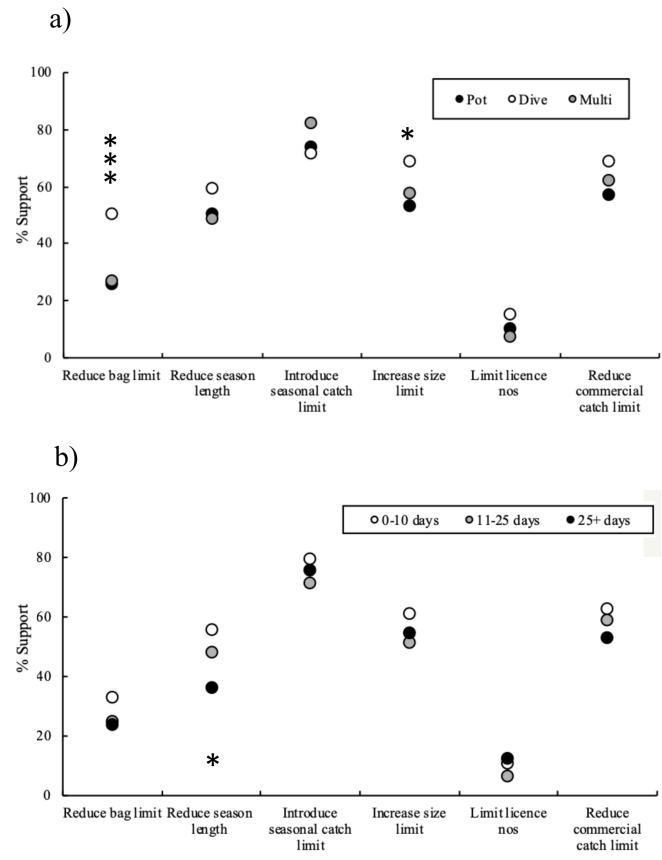 a)
100
80
60
40
20
0
% Support
Pot Dive Multi
*
*
*
*
Reduce bag limit
Reduce season
length
Introduce
seasonal catch
limit
Increase size
limit
Limit licence
nos
Reduce
commercial
catch limit
b)
100
80
60
40
20
0
% Support
0-10 days 11-25 days 25+ days
*
Reduce bag limit
Reduce season
length
Introduce
seasonal catch
limit
Increase size
limit
Limit licence
nos
Reduce
commercial
catch limit